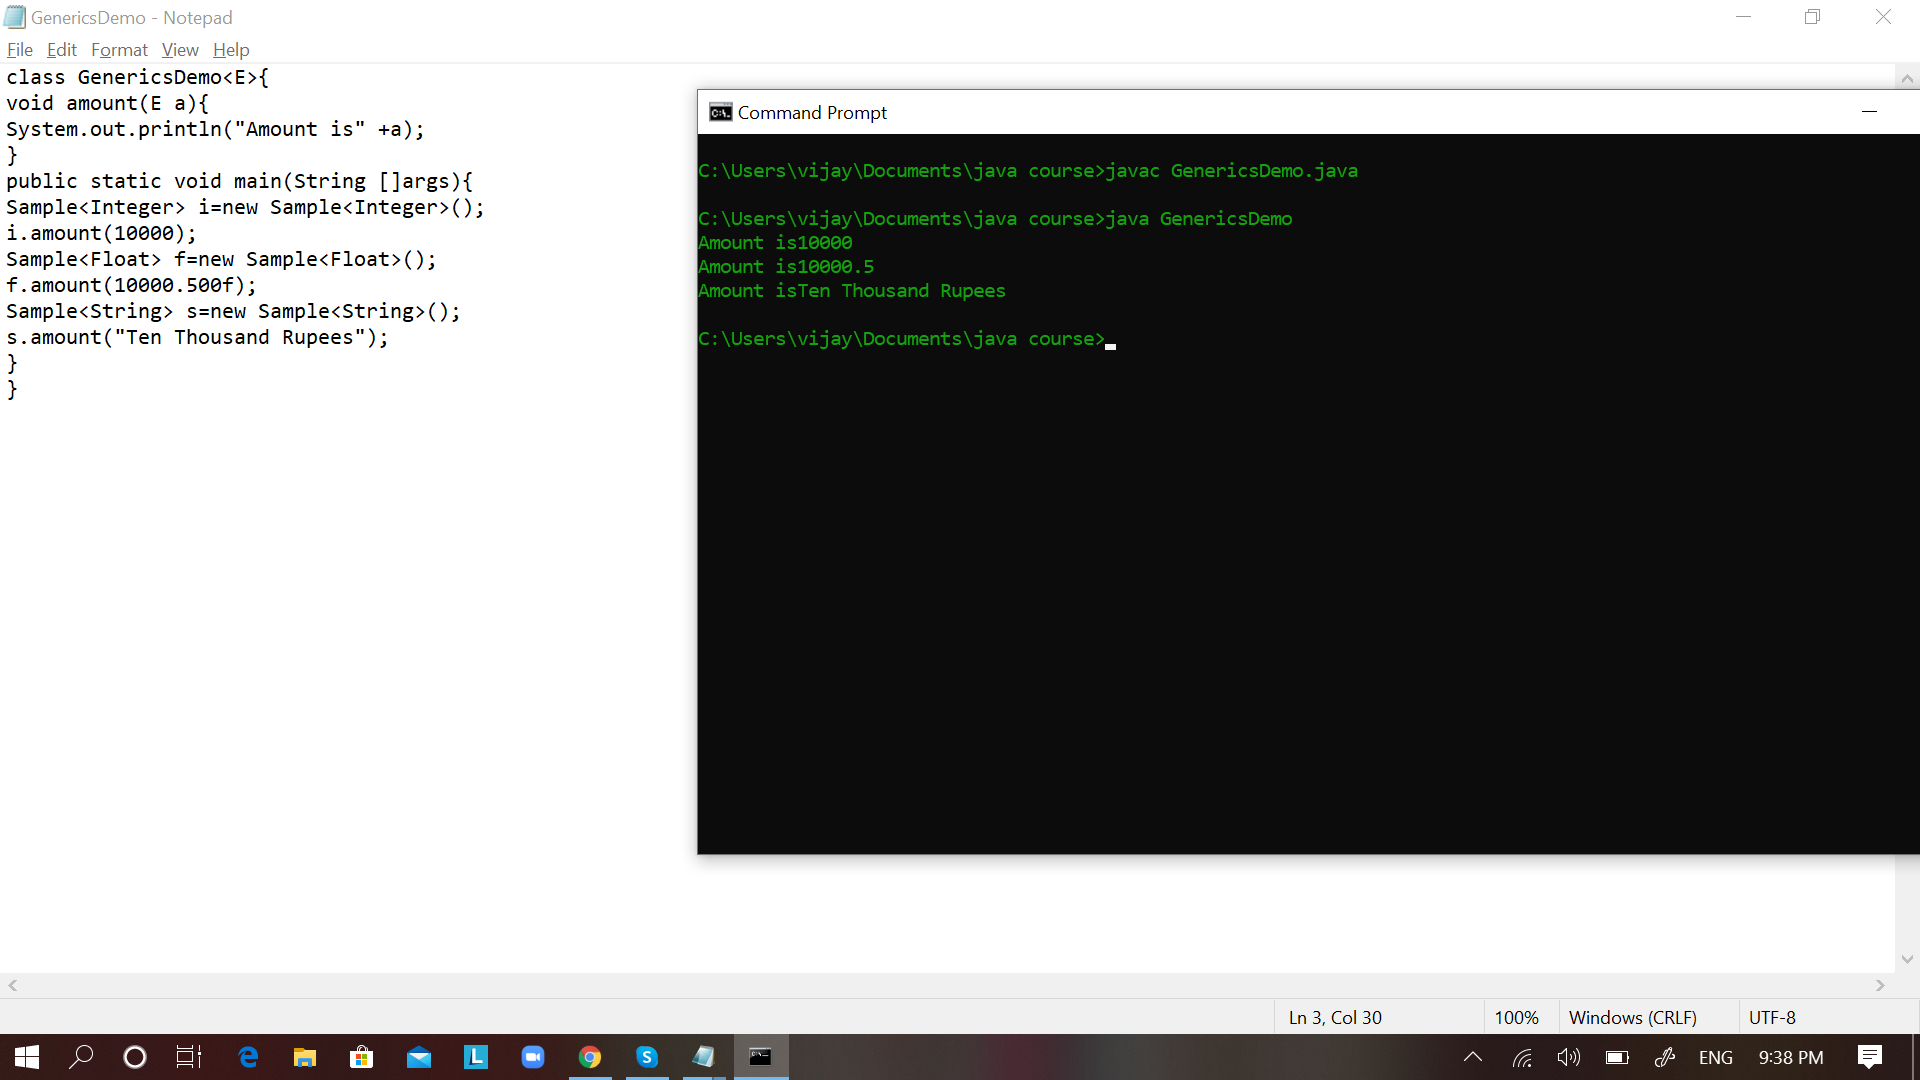 GenericsDemo - Notepad
File Edit Format View Help
class GenericsDemo<E>{
void amount(E a){
System.out.println("Amount is" +a);
}
public static void main(String []args){
Sample<Integer> i=new Sample<Integer>();
i.amount(10000);
Sample<Float> f=new Sample<Float>();
f.amount(10000.500f);
Sample<String> s=new Sample<String>();
s.amount("Ten Thousand Rupees");
}
}
Command Prompt
C:\Users\vijay\Documents\java course>javac GenericsDemo.java
C:\Users\vijay\Documents\java course>java GenericsDemo
Amount is10000
Amount is10000.5
Amount isTen Thousand Rupees
C:\Users\vijay\Documents\java course>
Ln 3, Col 30 100% Windows (CRLF) UTF-8
ENG 9:38 PM